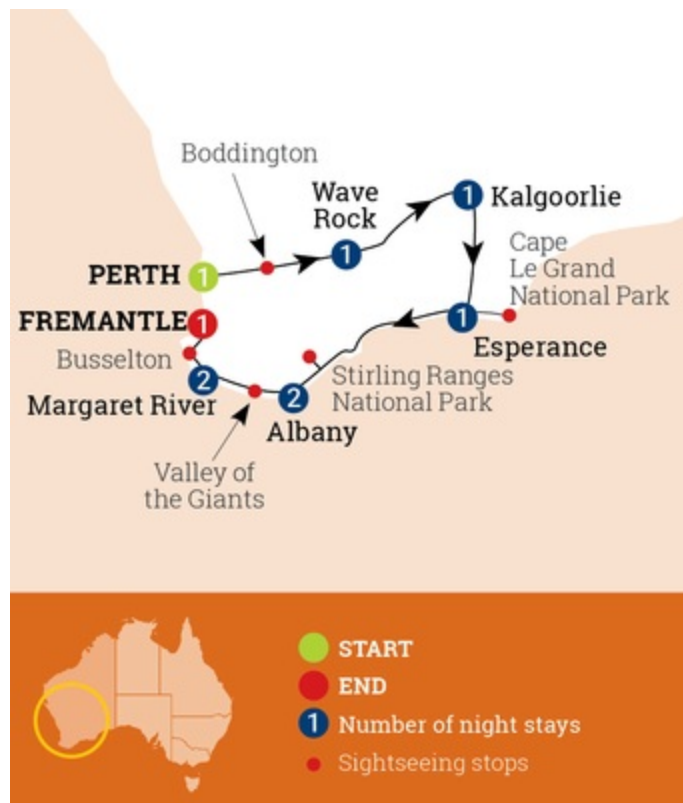 Boddington
Wave
Rock
1
Kalgoorlie
1
Cape
Le Grand
National Park
PERTH
1
FREMANTLE
1
1
Esperance
Busselton
2
Margaret River
Stirling Ranges
National Park
2
Albany
Valley of
the Giants
START
END
1 Number of night stays
Sightseeing stops